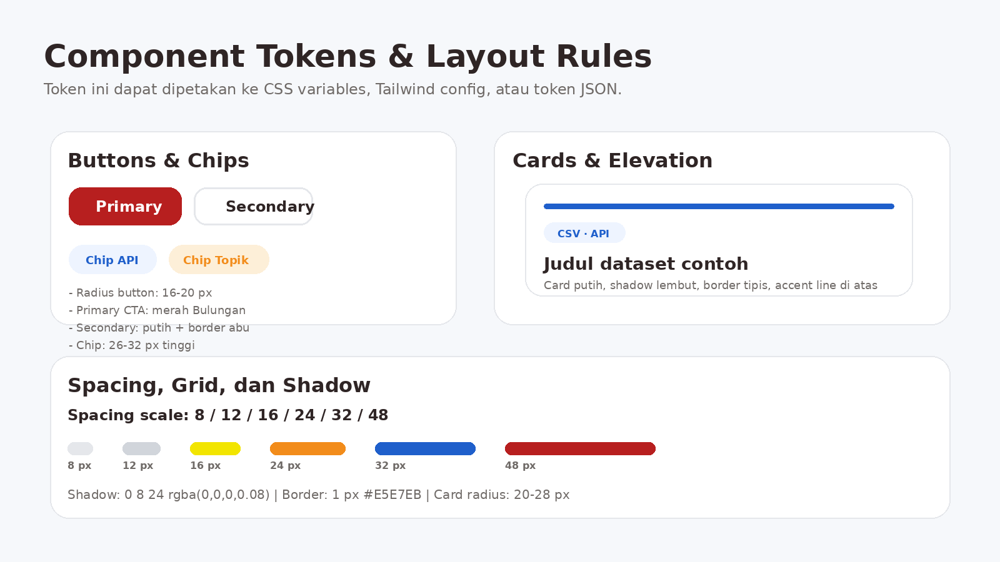 Component Tokens & Layout Rules
Token ini dapat dipetakan ke CSS variables, Tailwind config, atau token JSON.
Buttons & Chips
Primary
Secondary
Chip API
Chip Topik
- Radius button: 16-20 px
- Primary CTA: merah Bulungan
- Secondary: putih + border abu
- Chip: 26-32 px tinggi
Cards & Elevation
CSV · API
Judul dataset contoh
Card putih, shadow lembut, border tipis, accent line di atas
Spacing, Grid, dan Shadow
Spacing scale: 8 / 12 / 16 / 24 / 32 / 48
8 px
12 px
16 px
24 px
32 px
48 px
Shadow: 0 8 24 rgba(0,0,0,0.08) | Border: 1 px #E5E7EB | Card radius: 20-28 px